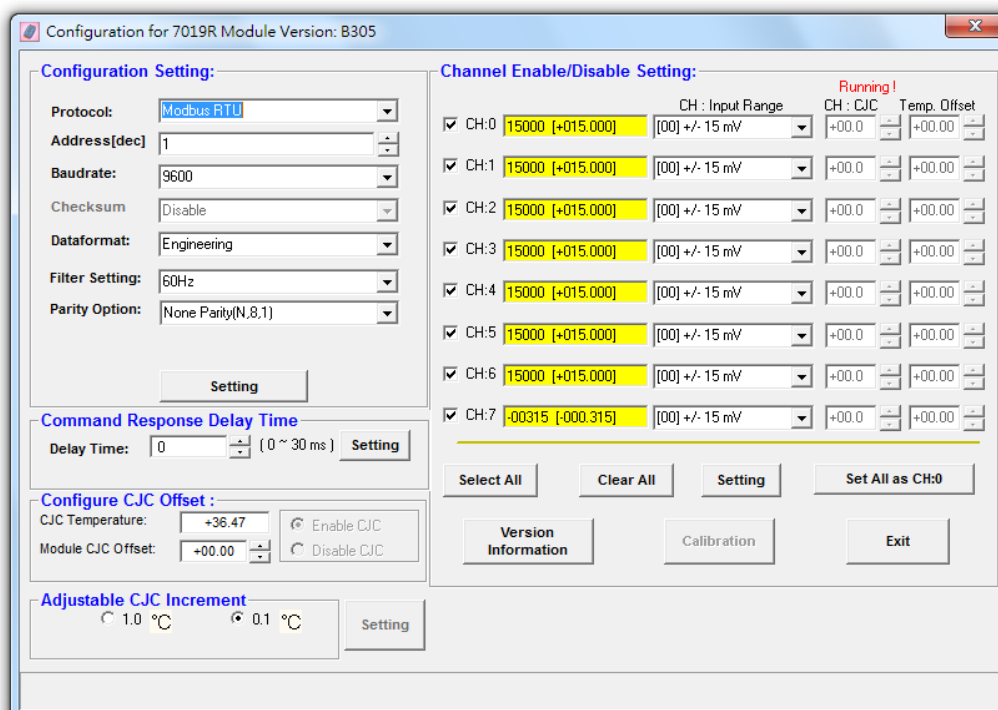 Configuration for 7019R Module Version: B305
X
Configuration Setting:
Protocol: Modbus RTU
Address[dec] 1
Baudrate: 9600
Checksum Disable
Dataformat: Engineering
Filter Setting: 60Hz
Parity Option: None Parity(N,8,1)
Setting
Command Response Delay Time
Delay Time: 0 ( 0 ~ 30 ms ) Setting
Configure CJC Offset :
CJC Temperature: +36.47
Module CJC Offset: +00.00
Enable CJC
Disable CJC
Adjustable CJC Increment
1.0 °C 0.1 °C
Setting
Channel Enable/Disable Setting:
Running !
CH : Input Range CH : CJC Temp. Offset
CH:0 15000 [+015.000] [00] +/- 15 mV +00.0 +00.00
CH:1 15000 [+015.000] [00] +/- 15 mV +00.0 +00.00
CH:2 15000 [+015.000] [00] +/- 15 mV +00.0 +00.00
CH:3 15000 [+015.000] [00] +/- 15 mV +00.0 +00.00
CH:4 15000 [+015.000] [00] +/- 15 mV +00.0 +00.00
CH:5 15000 [+015.000] [00] +/- 15 mV +00.0 +00.00
CH:6 15000 [+015.000] [00] +/- 15 mV +00.0 +00.00
CH:7 -00315 [-000.315] [00] +/- 15 mV +00.0 +00.00
Select All Clear All Setting Set All as CH:0
Version
Information
Calibration
Exit